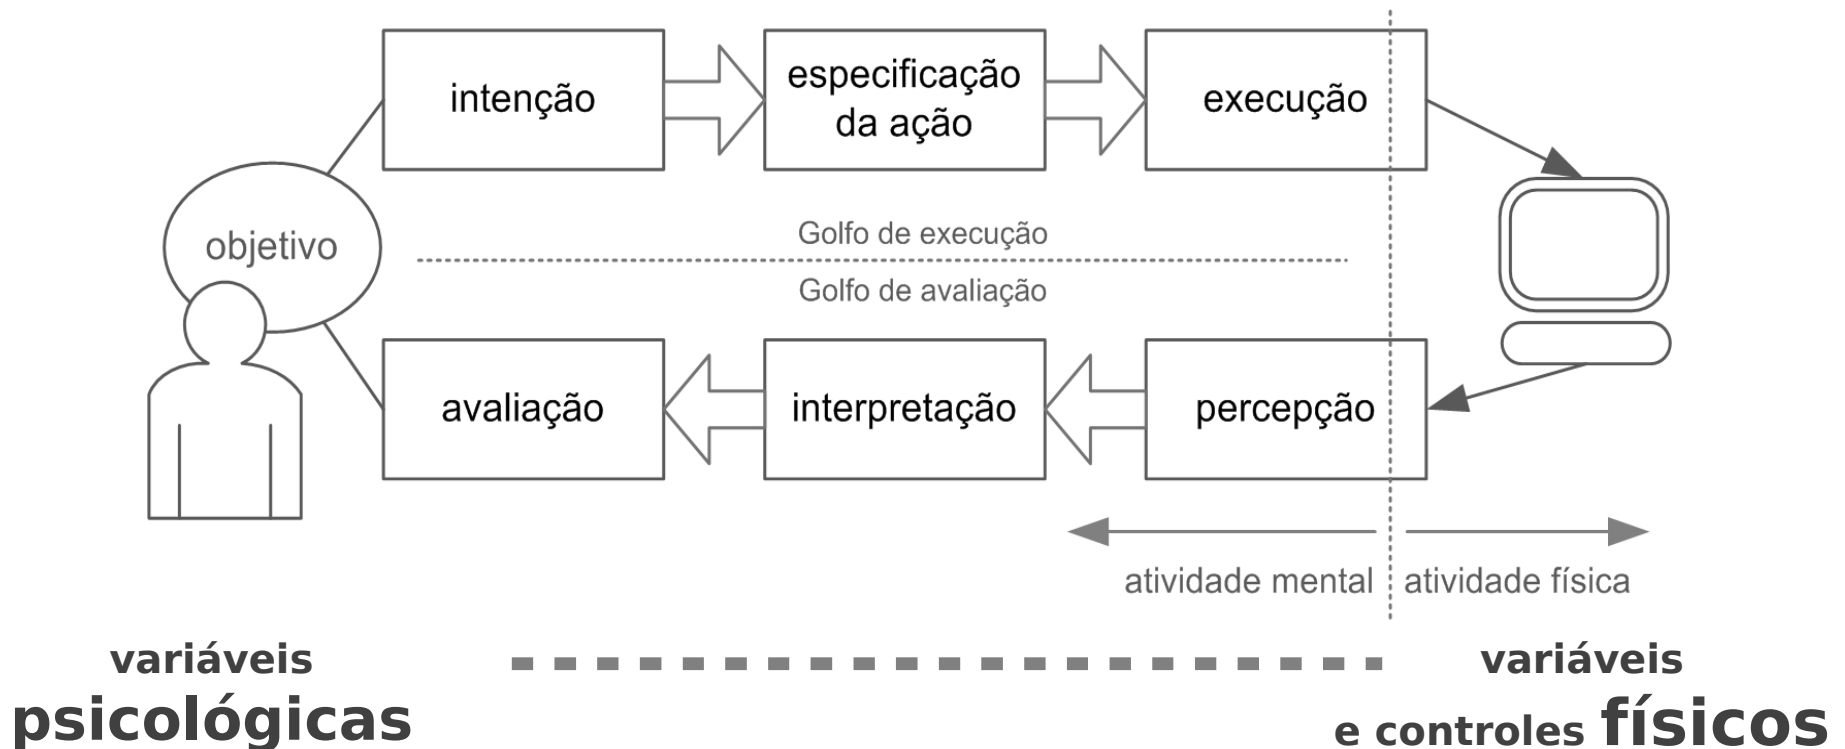 intenção
especificação
da ação
execução
objetivo
Golfo de execução
Golfo de avaliação
avaliação
interpretação
percepção
atividade mental
atividade física
variáveis
psicológicas
variáveis
e controles físicos